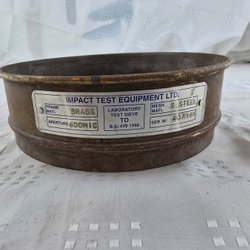 IMPACT TEST EQUIPMENT LTD.
FRAME MATL. BRASS
LABORATORY TEST SIEVE TO B.S. 410 1986
MESH MATL. S.STEEL
APERTURE 600MIC
SER. No